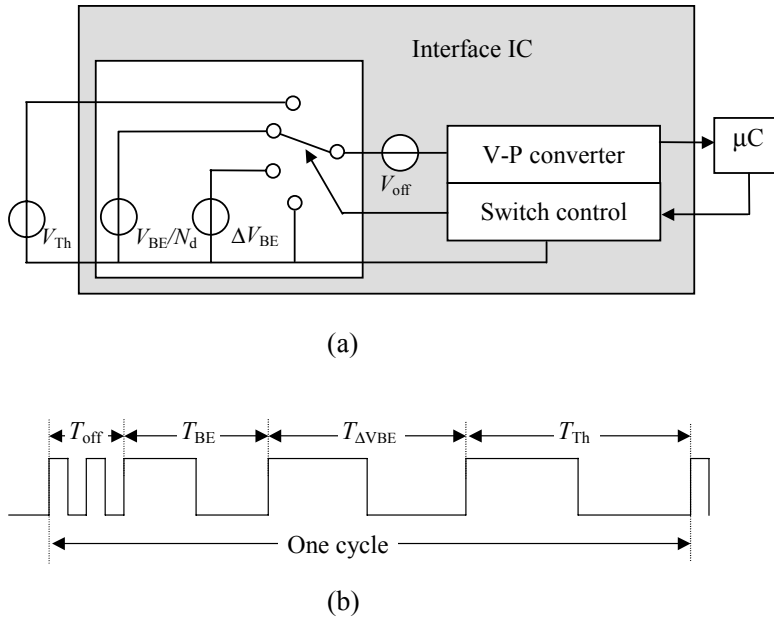 Interface IC
V-P converter
Switch control
μC
V_off
V_Th
V_BE/N_d
ΔV_BE
(a)
T_off
T_BE
T_ΔVBE
T_Th
One cycle
(b)